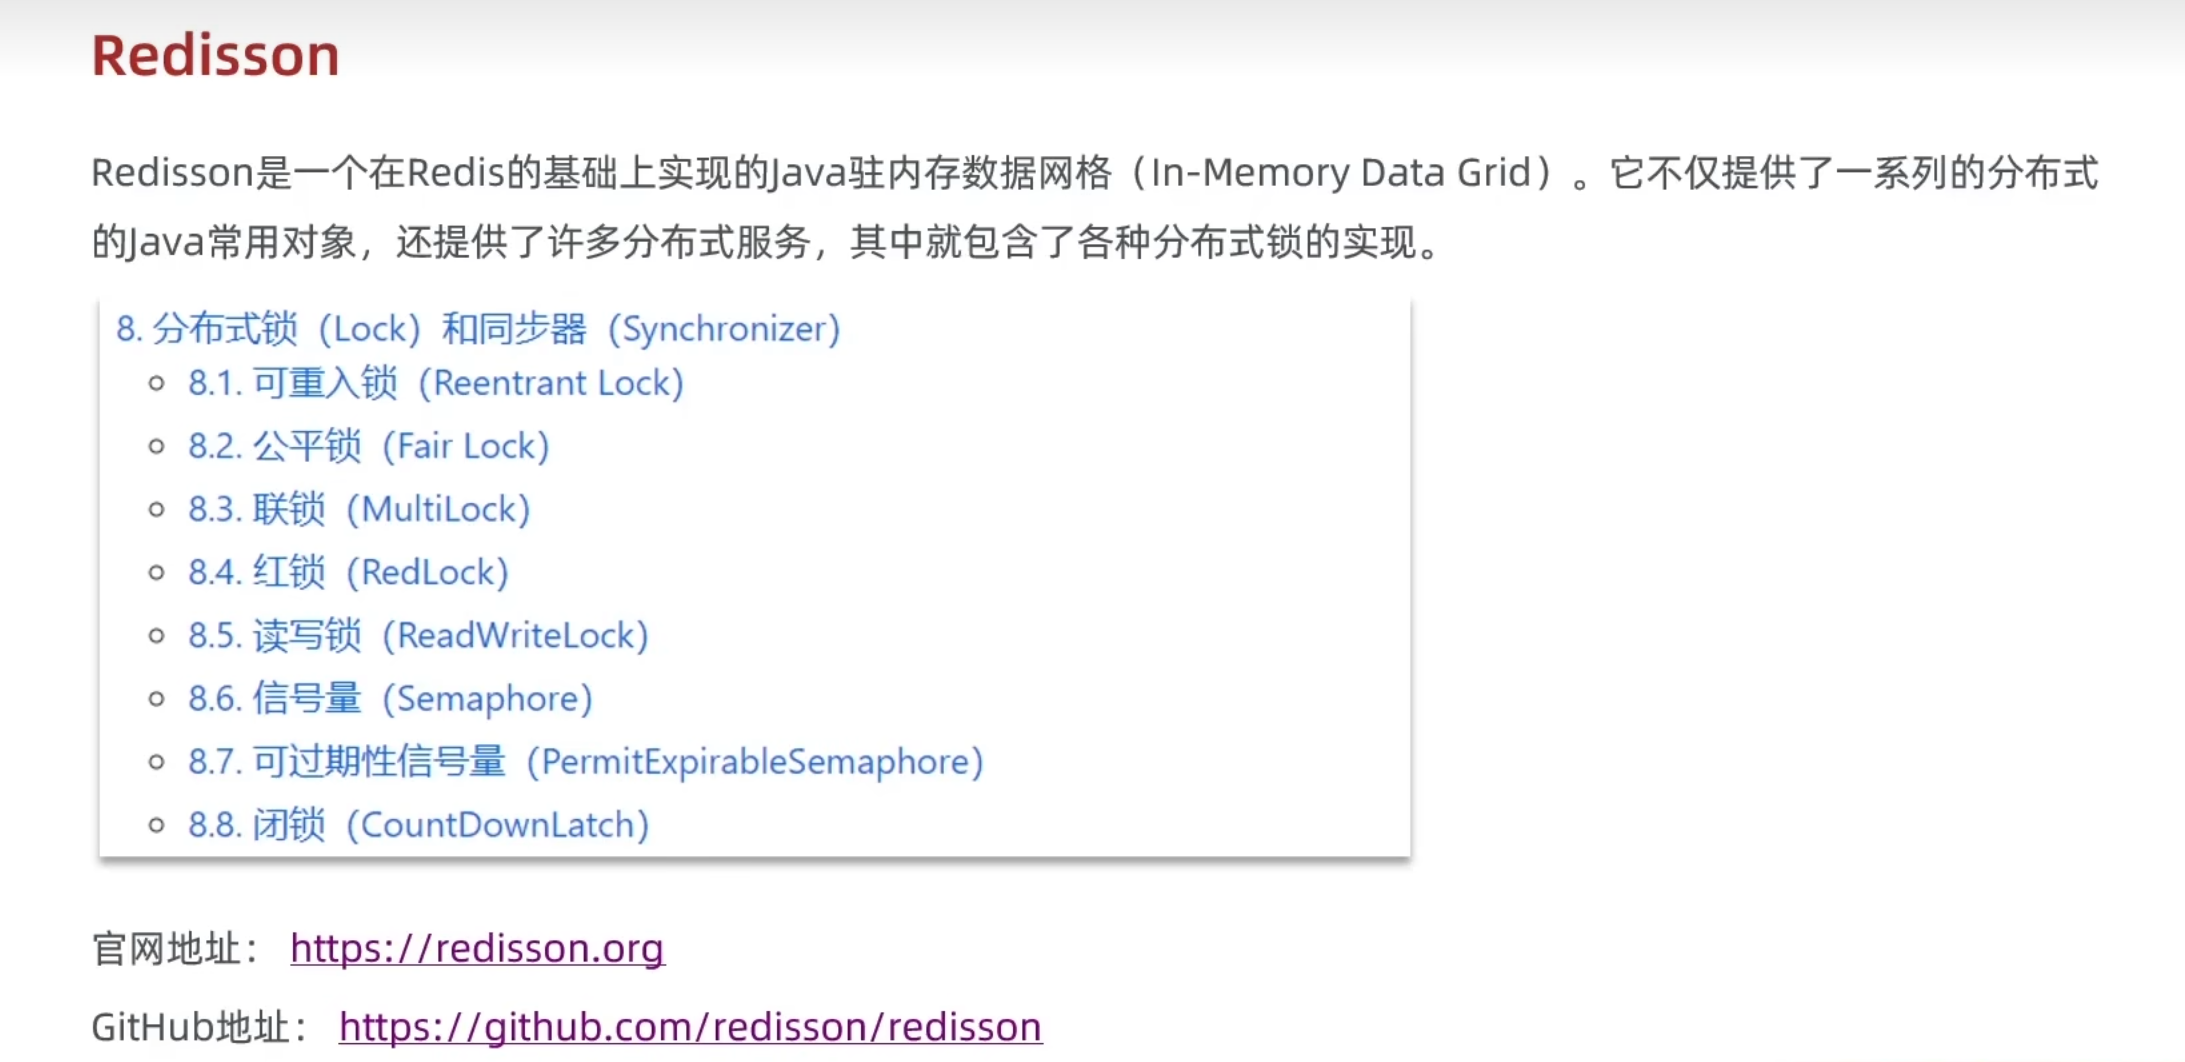 Redisson
Redisson是一个在Redis的基础上实现的Java驻内存数据网格（In-Memory Data Grid）。它不仅提供了一系列的分布式
的Java常用对象，还提供了许多分布式服务，其中就包含了各种分布式锁的实现。
8. 分布式锁（Lock）和同步器（Synchronizer）
8.1. 可重入锁（Reentrant Lock）
8.2. 公平锁（Fair Lock）
8.3. 联锁（MultiLock）
8.4. 红锁（RedLock）
8.5. 读写锁（ReadWriteLock）
8.6. 信号量（Semaphore）
8.7. 可过期性信号量（PermitExpirableSemaphore）
8.8. 闭锁（CountDownLatch）
官网地址： https://redisson.org
GitHub地址： https://github.com/redisson/redisson